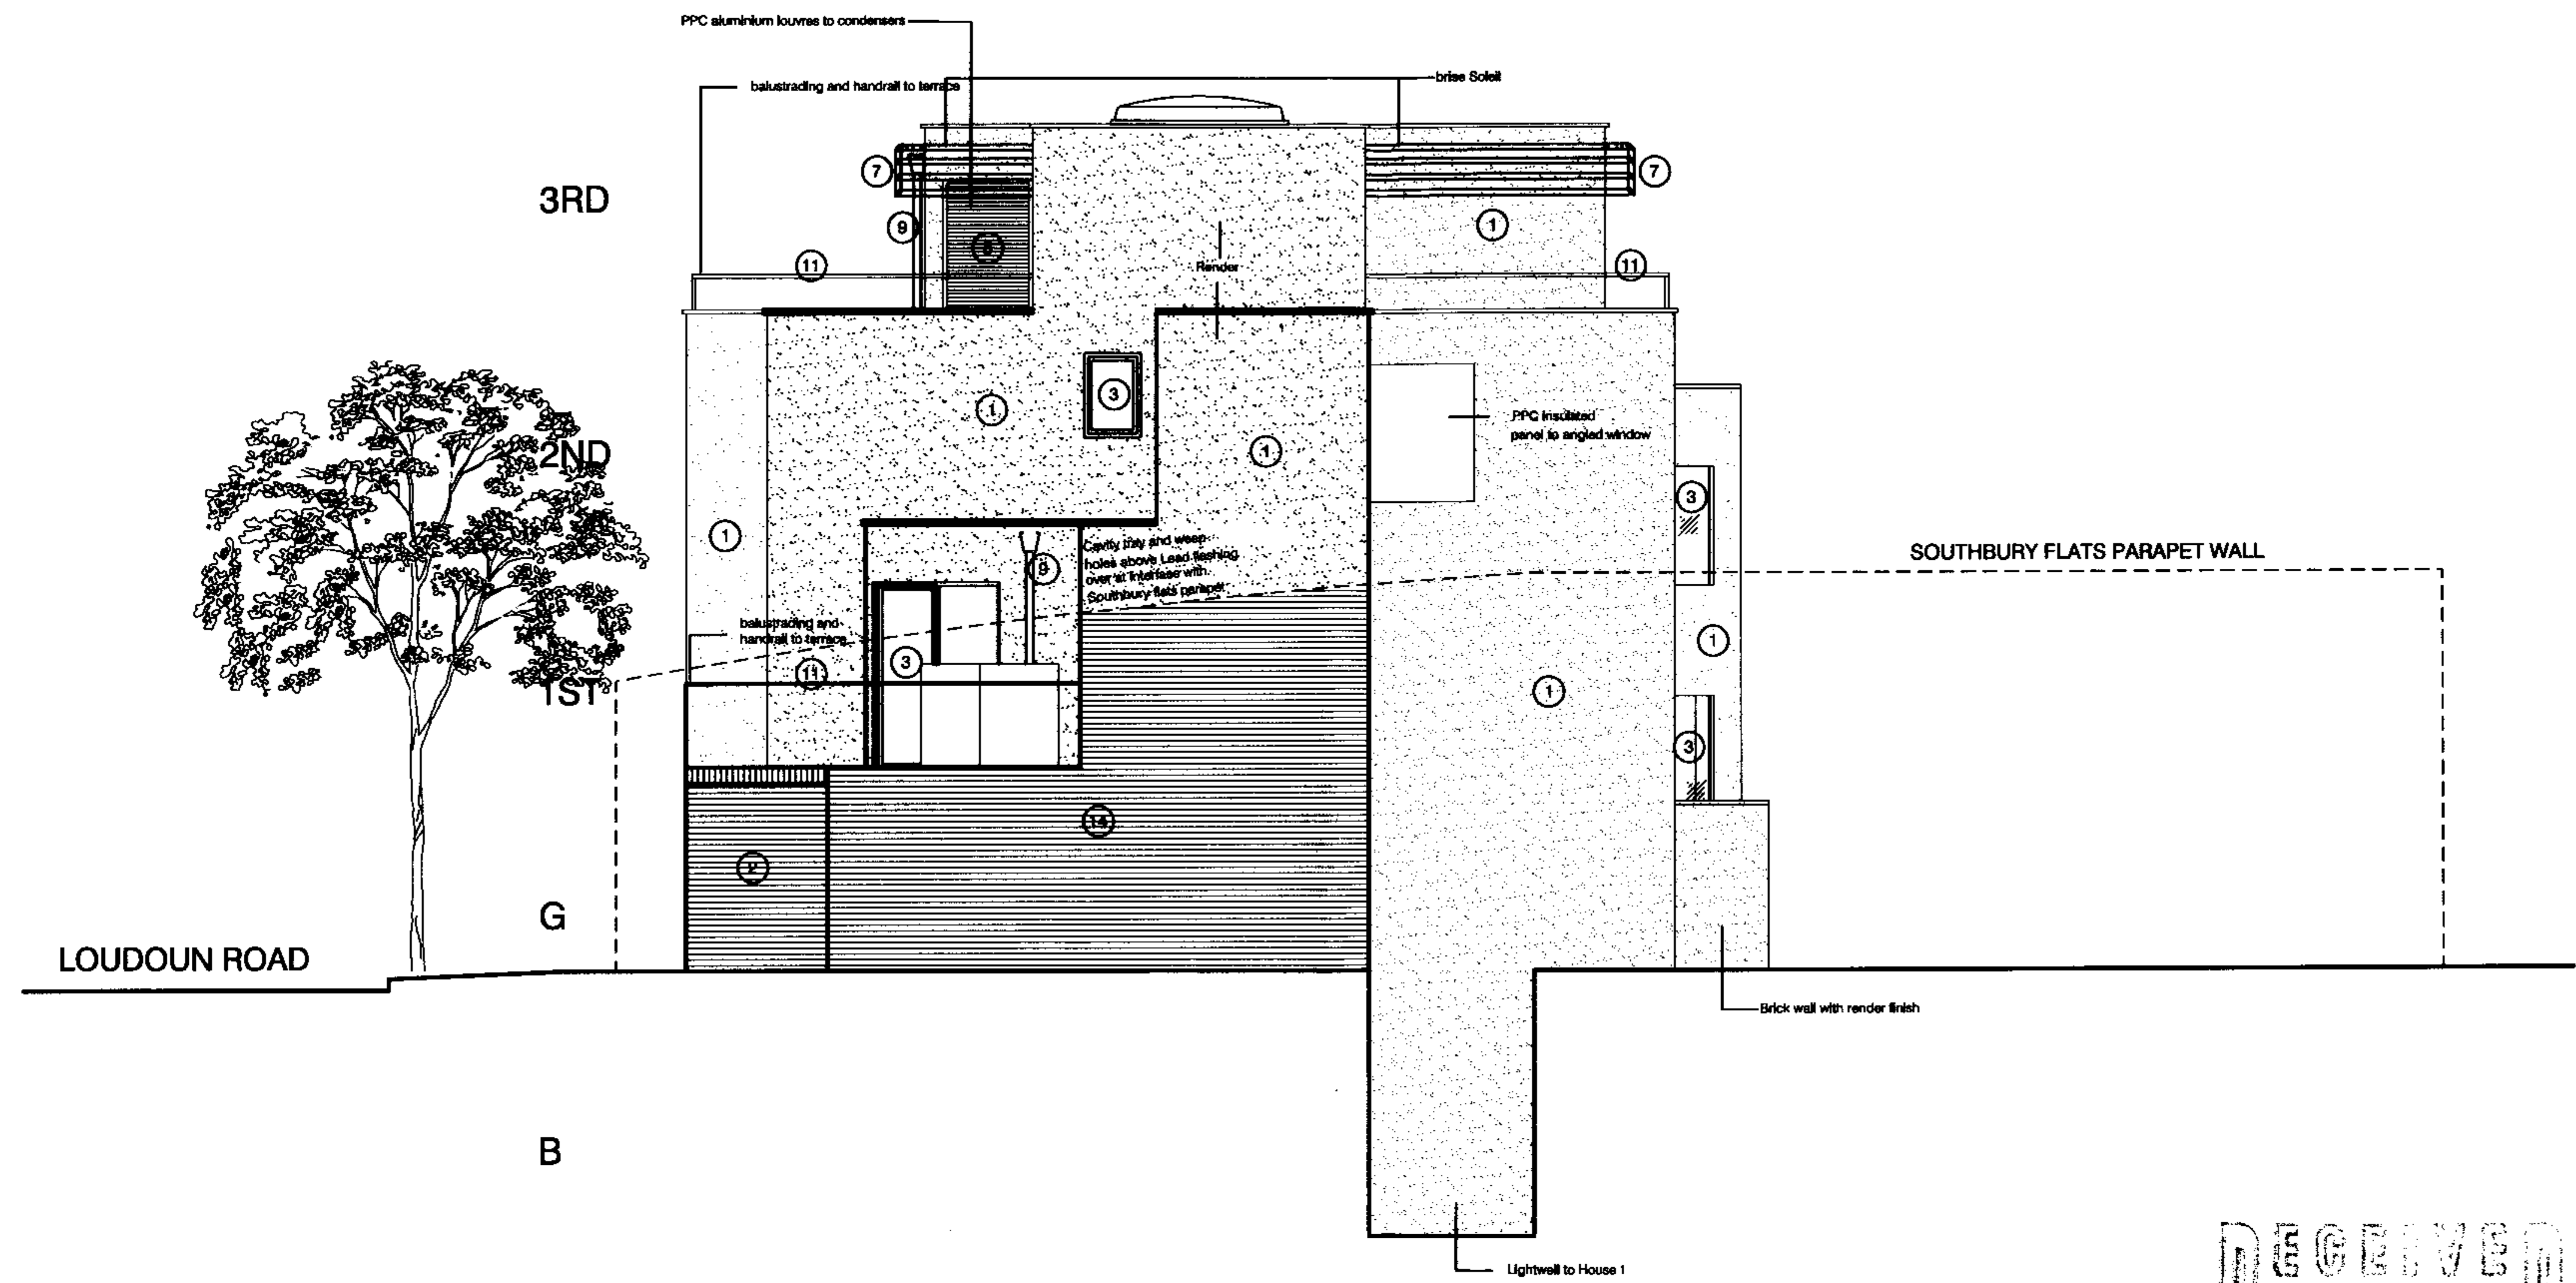 PPC aluminium louvres to condensers
brise Soleil
balustrading and handrail to terrace
7
7
3RD
9
1
8
11
Render
11
3
1
PPC insulated
panel to angled window
1
2ND
3
1
Cavity tray and weep
holes above Lead flashing
over at interface with
Southbury flats parapet
9
SOUTHBURY FLATS PARAPET WALL
balustrading and
handrail to terrace
1
3
11
1ST
1
3
14
2
G
LOUDOUN ROAD
Brick wall with render finish
B
Lightwell to House 1
RECEIVED